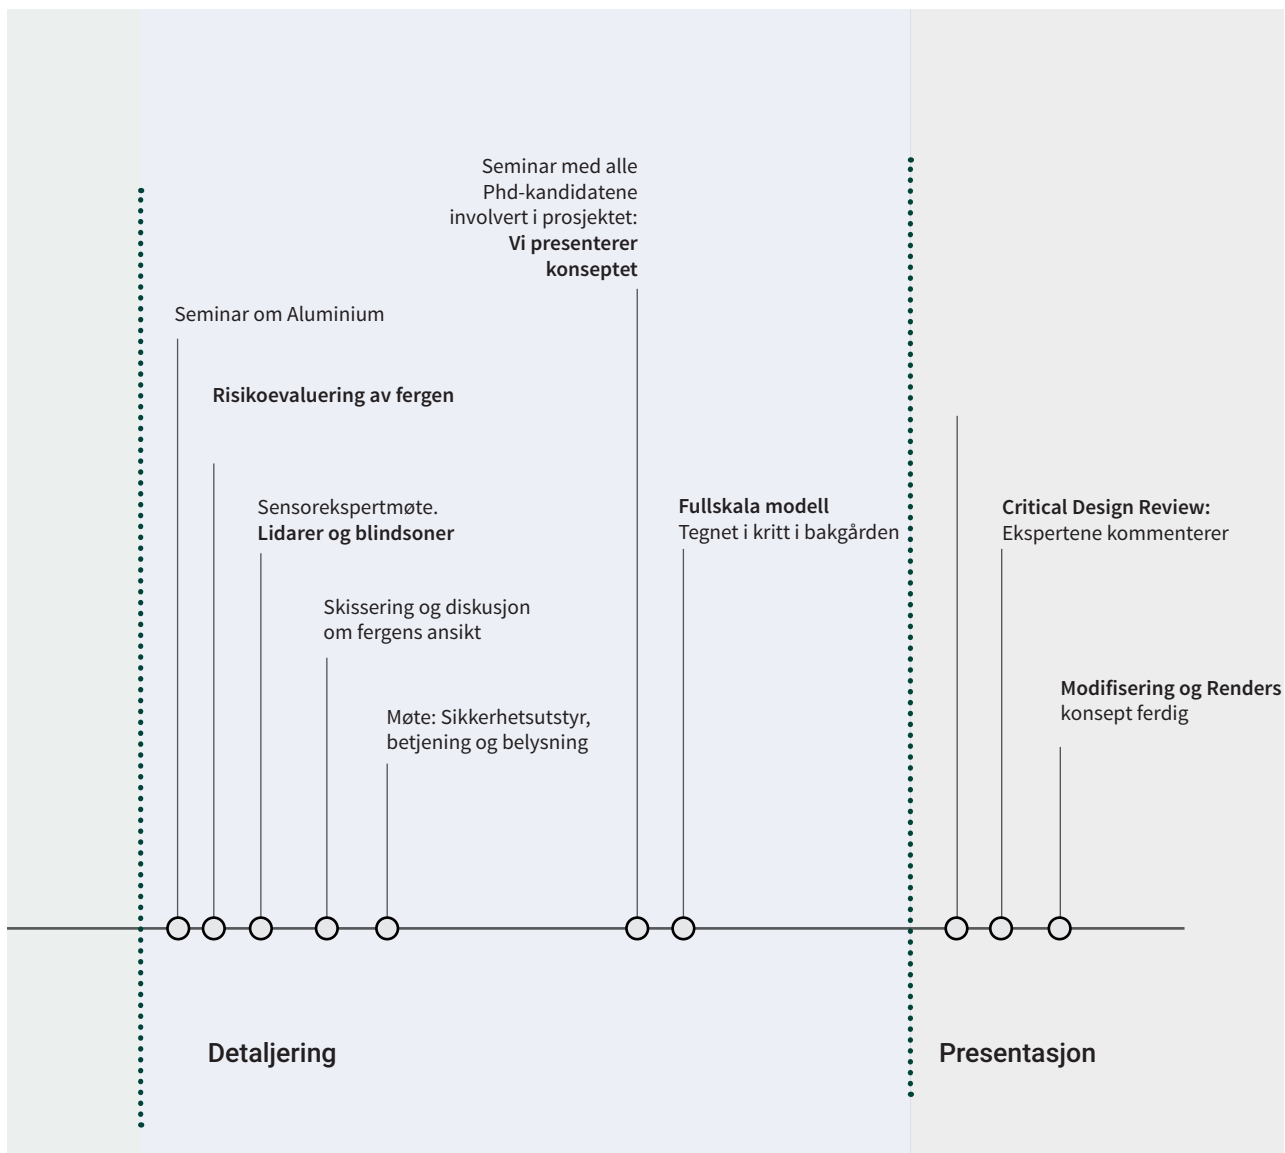 Seminar med alle
Phd-kandidatene
involvert i prosjektet:
Vi presenterer
konseptet
Seminar om Aluminium
Risikoevaluering av fergen
Sensorekspertmøte.
Lidarer og blindsoner
Fullskala modell
Tegnet i kritt i bakgården
Critical Design Review:
Ekspertene kommenterer
Skissering og diskusjon
om fergens ansikt
Modifisering og Renders
konsept ferdig
Møte: Sikkerhetsutstyr,
betjening og belysning
Detaljering
Presentasjon